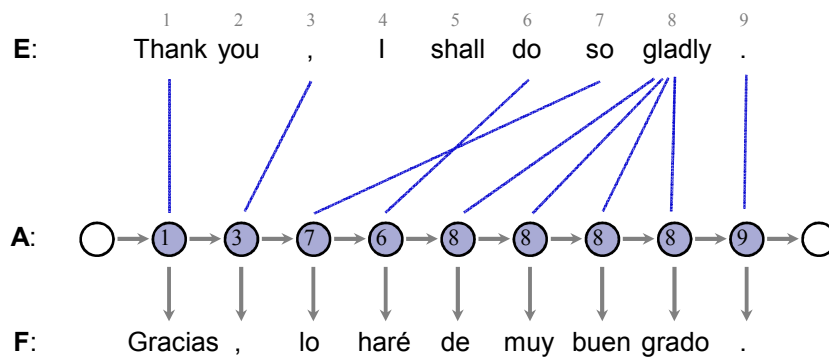 1 2 3 4 5 6 7 8 9
E: Thank you , I shall do so gladly .
A: 1 3 7 6 8 8 8 8 9
F: Gracias , lo haré de muy buen grado .